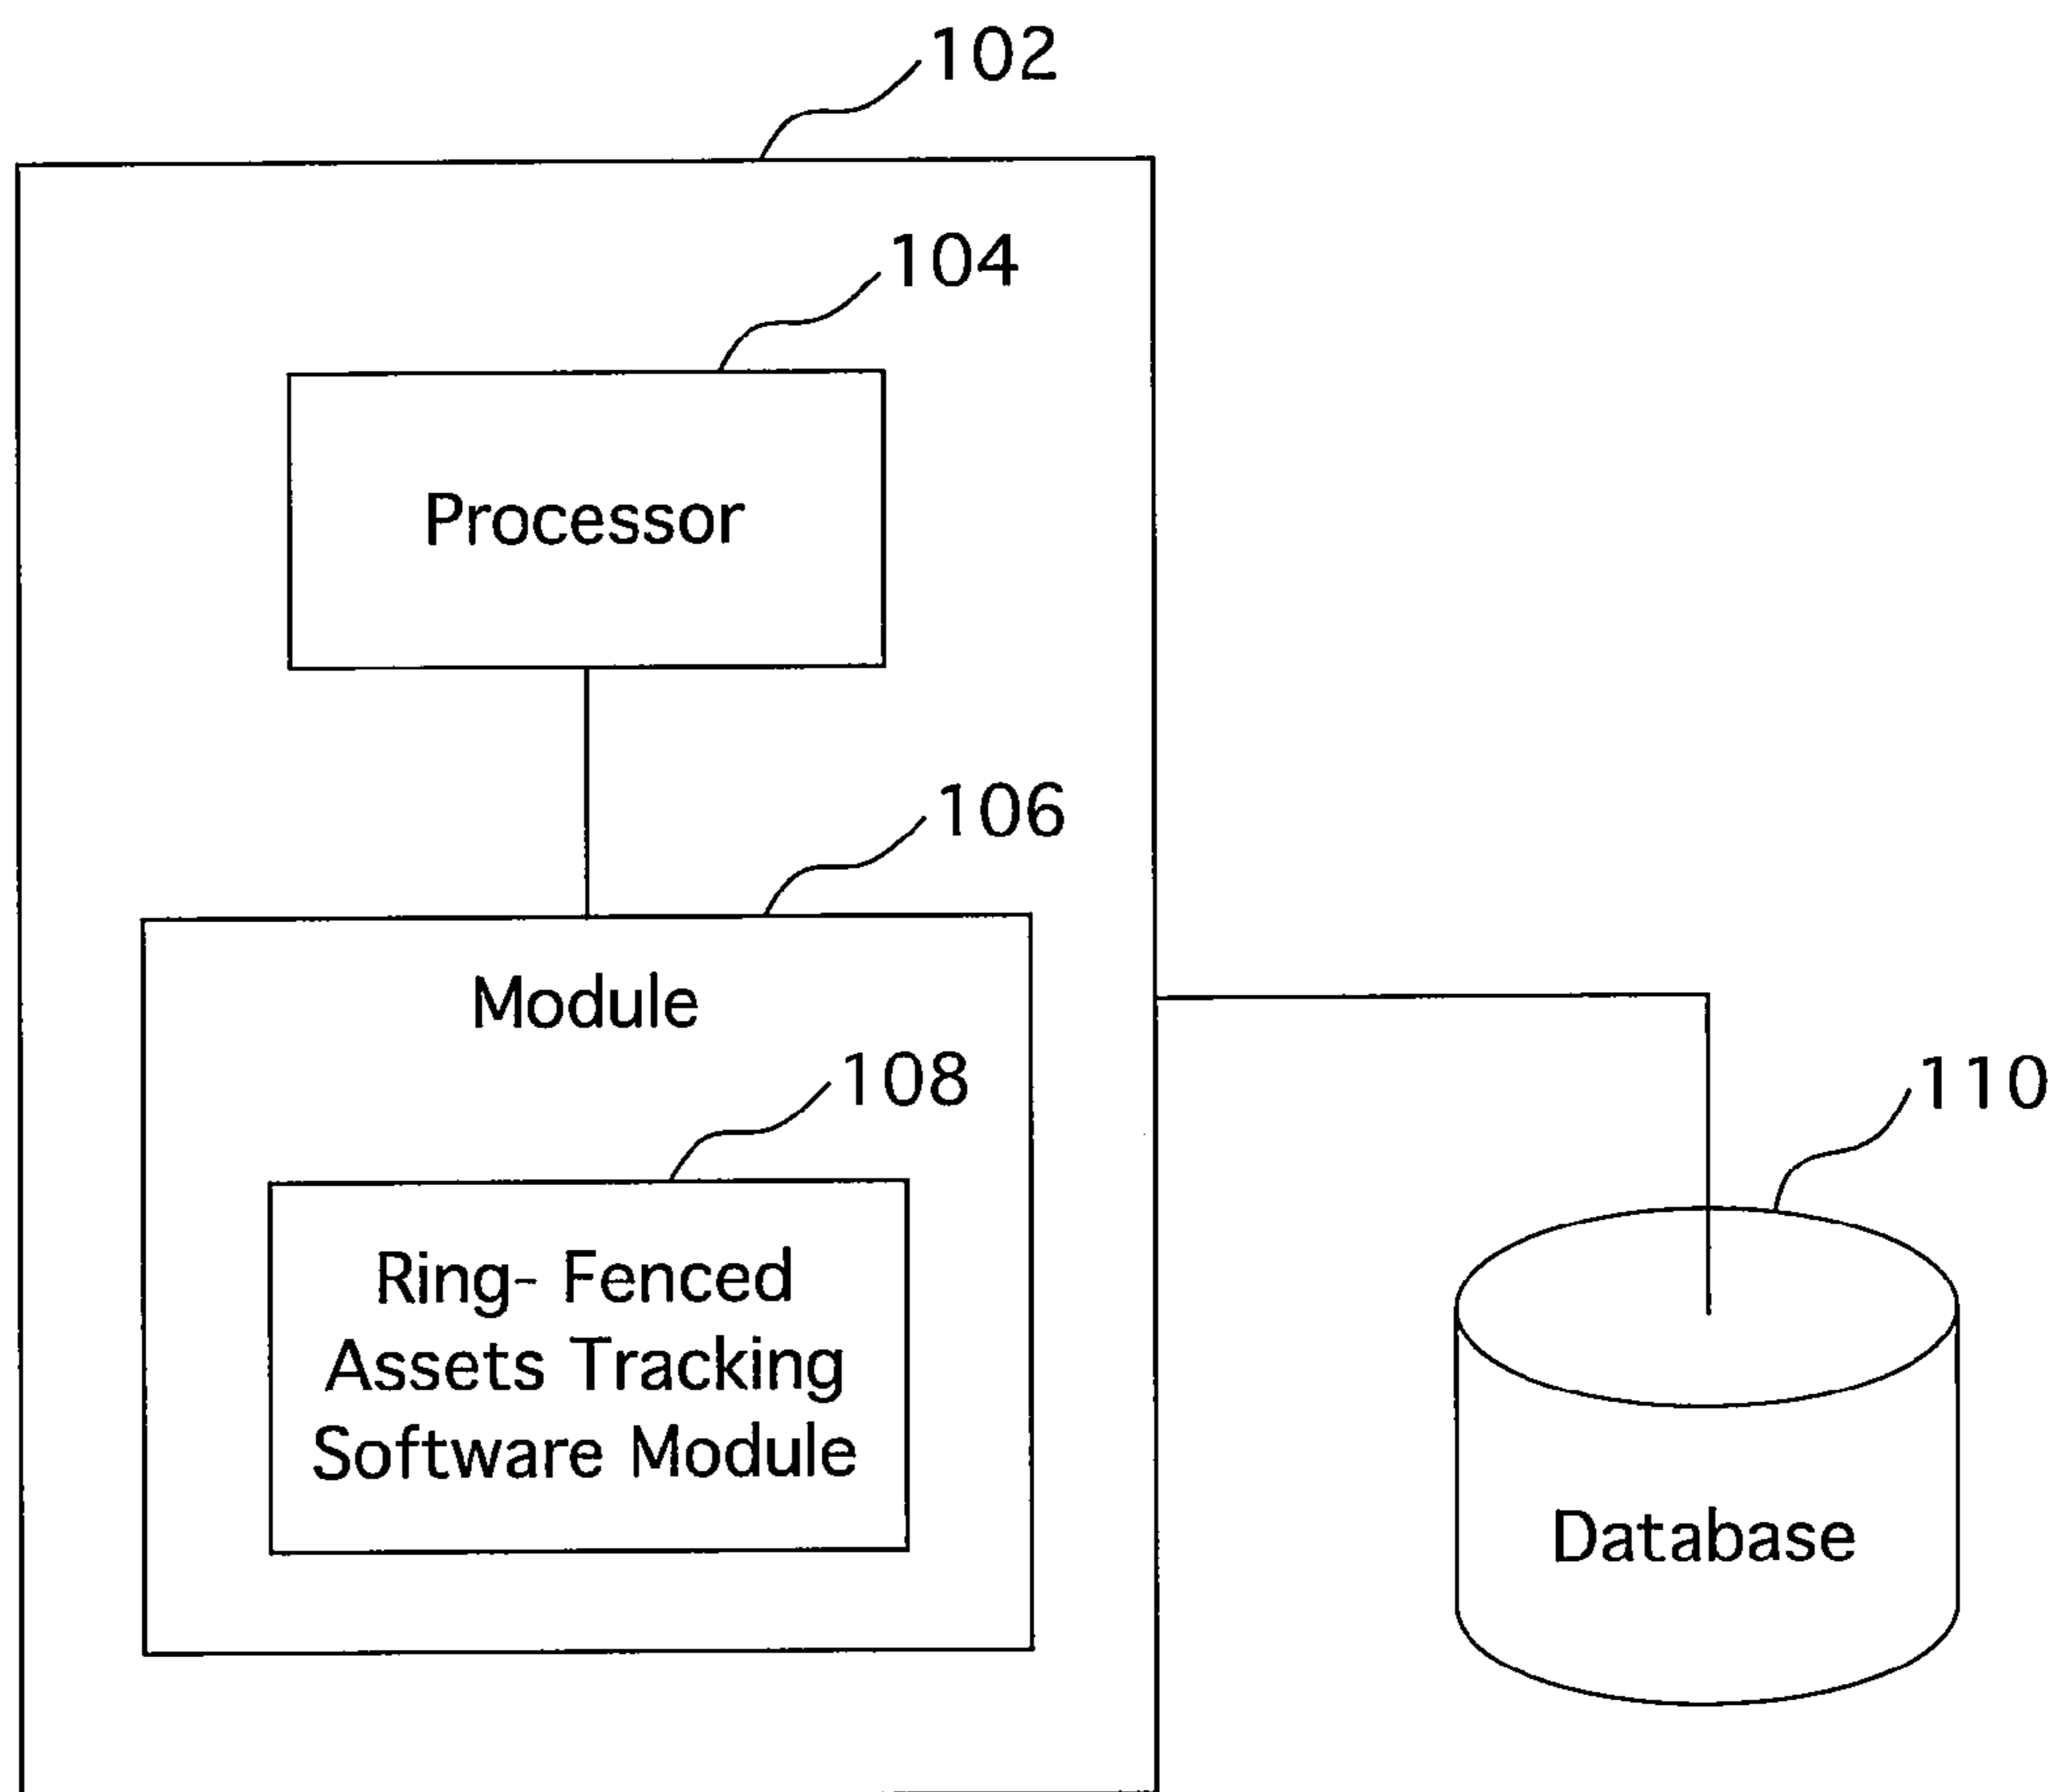 102
104
Processor
106
Module
108
Ring- Fenced
Assets Tracking
Software Module
110
Database